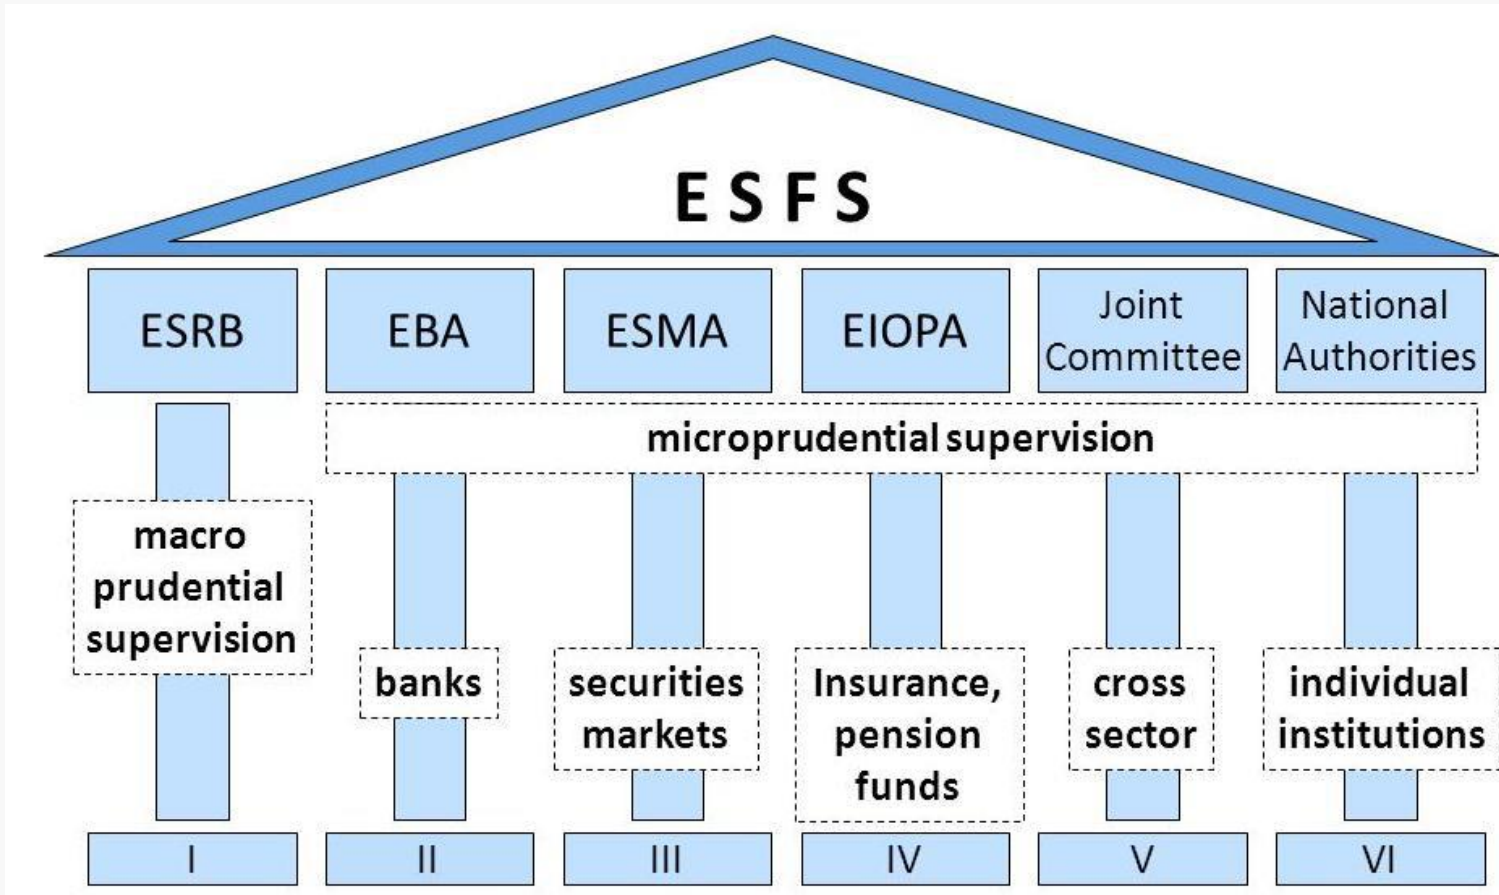 E S F S
ESRB
EBA
ESMA
EIOPA
Joint
Committee
National
Authorities
microprudential supervision
macro
prudential
supervision
banks
securities
markets
Insurance,
pension
funds
cross
sector
individual
institutions
I
II
III
IV
V
VI